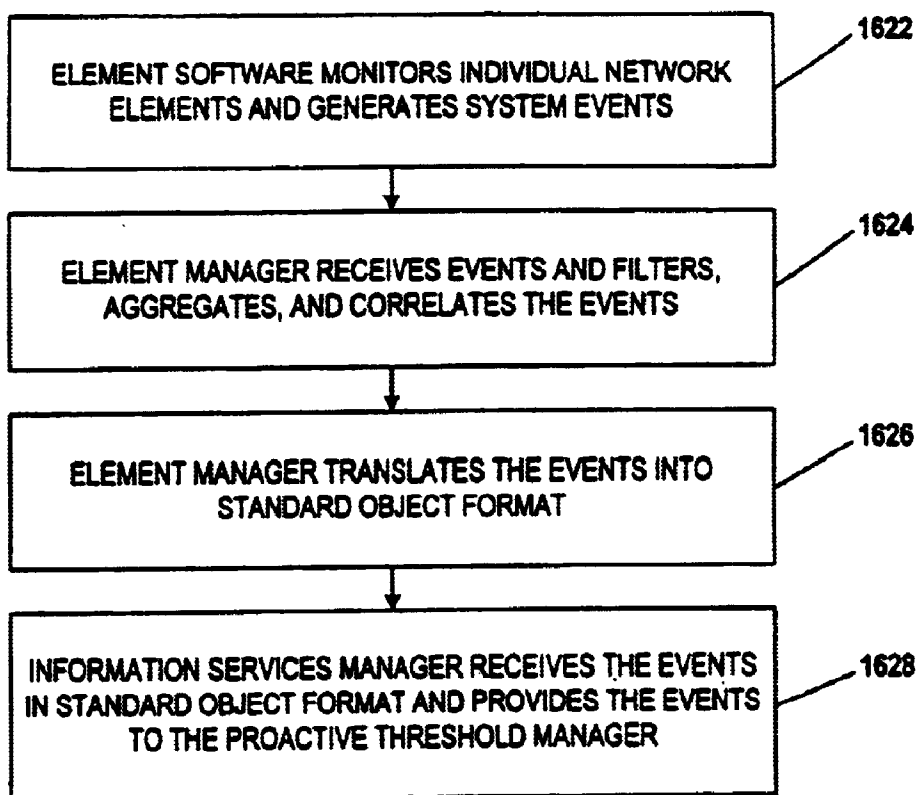 1622
ELEMENT SOFTWARE MONITORS INDIVIDUAL NETWORK
ELEMENTS AND GENERATES SYSTEM EVENTS
1624
ELEMENT MANAGER RECEIVES EVENTS AND FILTERS,
AGGREGATES, AND CORRELATES THE EVENTS
1626
ELEMENT MANAGER TRANSLATES THE EVENTS INTO
STANDARD OBJECT FORMAT
1628
INFORMATION SERVICES MANAGER RECEIVES THE EVENTS
IN STANDARD OBJECT FORMAT AND PROVIDES THE EVENTS
TO THE PROACTIVE THRESHOLD MANAGER